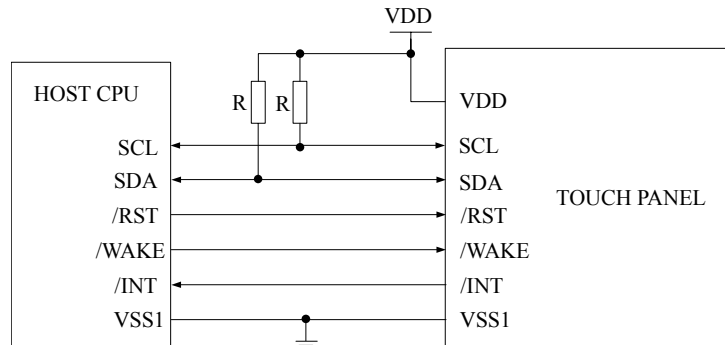 VDD
HOST CPU
R
R
VDD
SCL
SCL
SDA
SDA
TOUCH PANEL
/RST
/RST
/WAKE
/WAKE
/INT
/INT
VSS1
VSS1